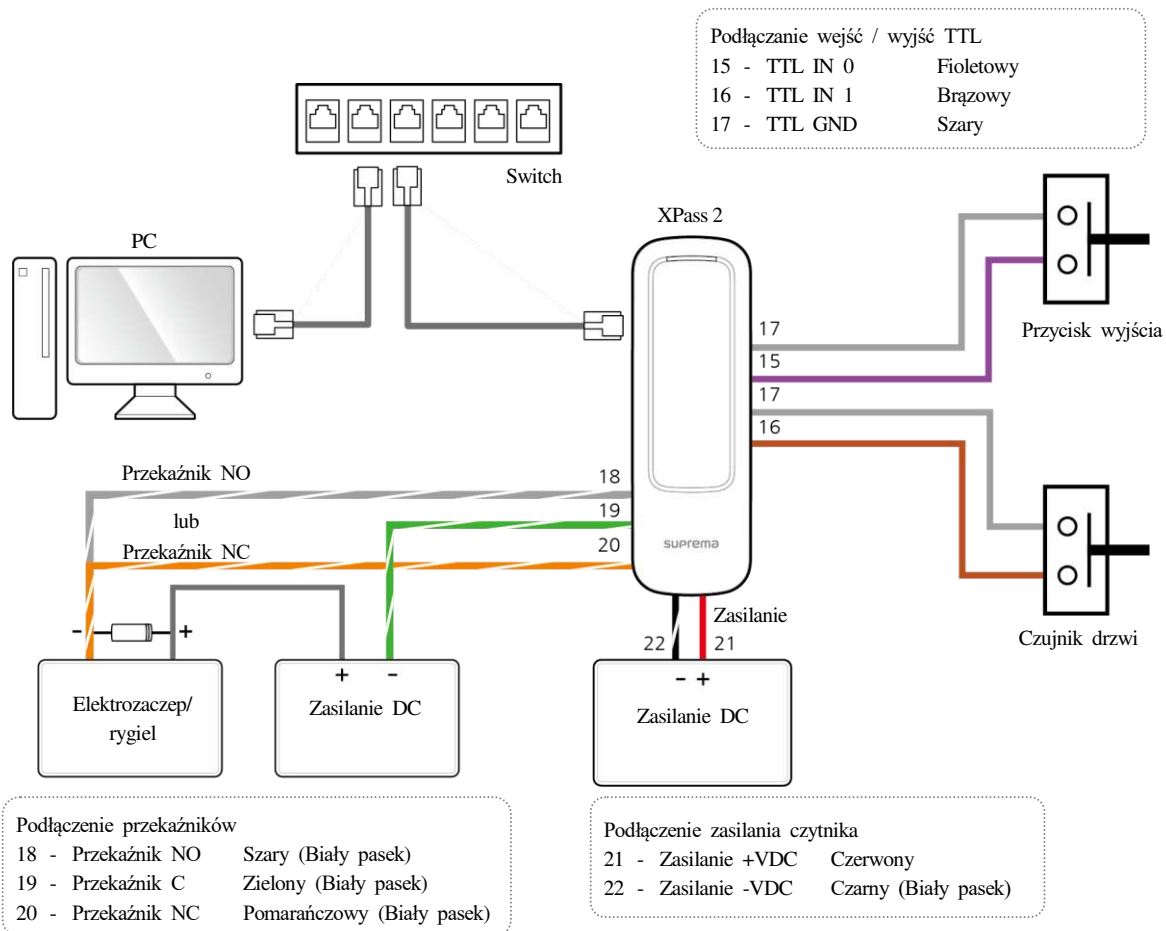 Podłączanie wejść / wyjść TTL
15 - TTL IN 0 Fioletowy
16 - TTL IN 1 Brązowy
17 - TTL GND Szary
Switch
XPass 2
PC
17
15
17
16
Przycisk wyjścia
Przekaźnik NO
18
lub
19
Przekaźnik NC
20
suprema
Zasilanie
22
21
Czujnik drzwi
- +
+ -
- +
Elektrozaczep/
rygiel
Zasilanie DC
Zasilanie DC
Podłączenie przekaźników
18 - Przekaźnik NO Szary (Biały pasek)
19 - Przekaźnik C Zielony (Biały pasek)
20 - Przekaźnik NC Pomarańczowy (Biały pasek)
Podłączenie zasilania czytnika
21 - Zasilanie +VDC Czerwony
22 - Zasilanie -VDC Czarny (Biały pasek)